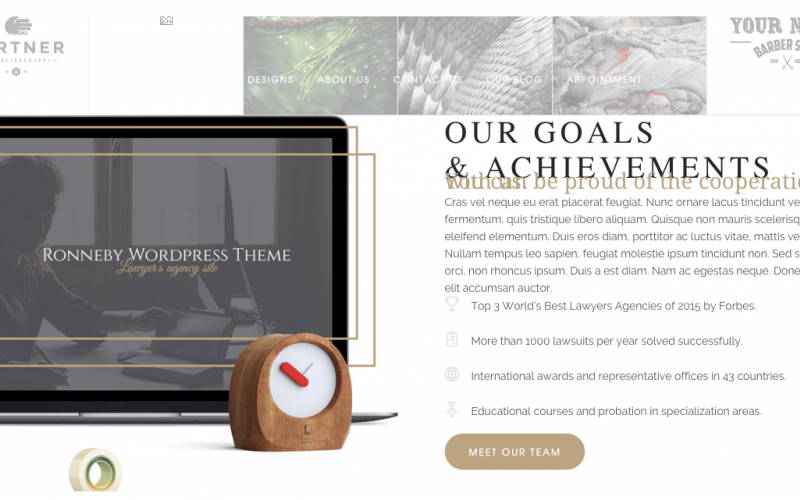 RTNER
YOUR N
BARBER S
DESIGNS ABOUT US CONTACT US OUR BLOG APPOINTMENT
OUR GOALS
& ACHIEVEMENTS
can be proud of the cooperati
Cras vel neque eu erat placerat feugiat. Nunc ornare lacus tincidunt ve
fermentum, quis tristique libero aliquam. Quisque non mauris scelerisq
eleifend elementum. Duis eros diam, porttitor ac luctus vitae, mattis ve
Nullam tempus leo sapien, feugiat molestie ipsum tincidunt non. Sed s
orci, non rhoncus ipsum. Duis a est diam. Nam ac egestas neque. Done
elit accumsan auctor.
RONNEBY WORDPRESS THEME
Lawyer's agency site
Top 3 World's Best Lawyers Agencies of 2015 by Forbes.
More than 1000 lawsuits per year solved successfully.
International awards and representative offices in 43 countries.
Educational courses and probation in specialization areas.
MEET OUR TEAM